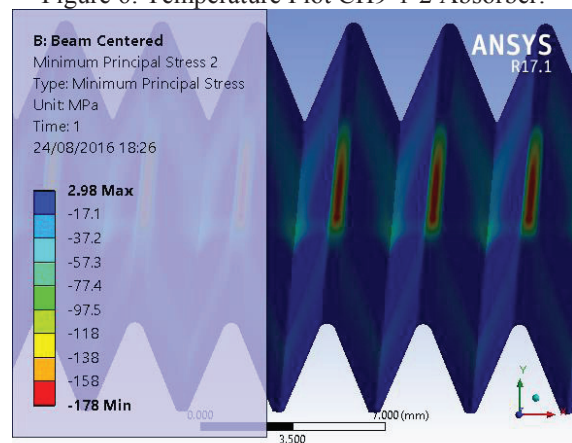 Figure 6: Temperature Plot CH9-1-2 Absorber.
B: Beam Centered
Minimum Principal Stress 2
Type: Minimum Principal Stress
Unit: MPa
Time: 1
24/08/2016 18:26
ANSYS
R17.1
2.98 Max
-17.1
-37.2
-57.3
-77.4
-97.5
-118
-138
-158
-178 Min
0.000
7.000 (mm)
3.500
Y
X